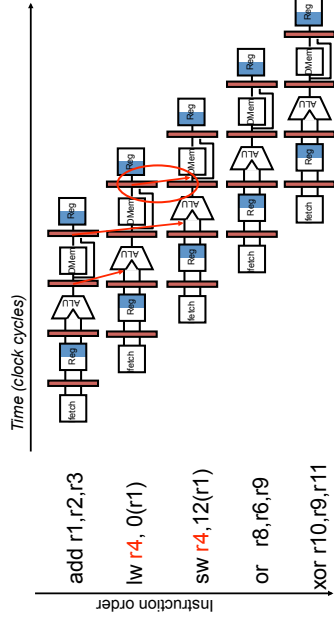 Time (clock cycles)
Instruction order
add r1,r2,r3
fetch Reg ALU DMem Reg
lw r4, 0(r1)
fetch Reg ALU DMem Reg
sw r4,12(r1)
fetch Reg ALU DMem Reg
or r8,r6,r9
fetch Reg ALU DMem Reg
xor r10,r9,r11
fetch Reg ALU DMem Reg